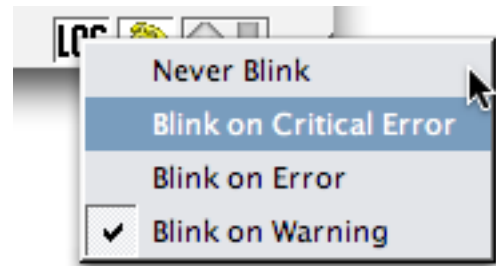 LOG
Never Blink
Blink on Critical Error
Blink on Error
Blink on Warning